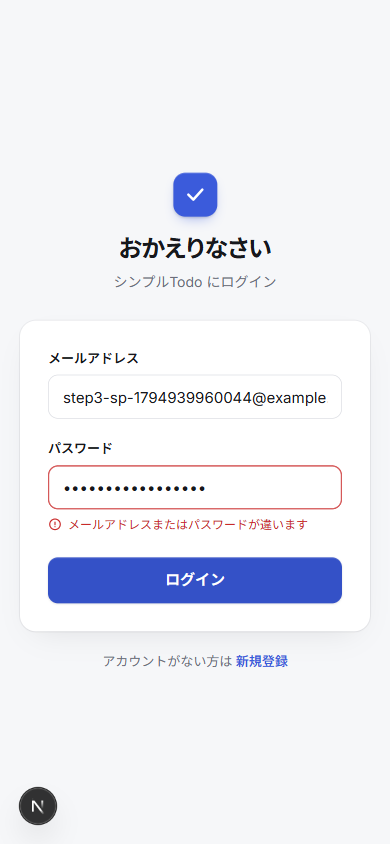 おかえりなさい
シンプルTodo にログイン
メールアドレス
step3-sp-1794939960044@example
パスワード
•••••••••••••••••
メールアドレスまたはパスワードが違います
ログイン
アカウントがない方は 新規登録
N